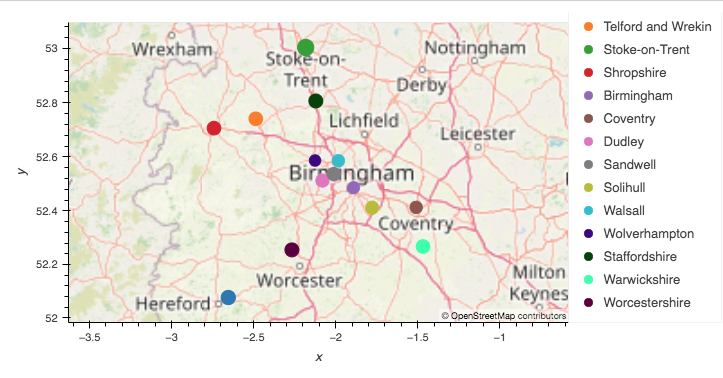 53
52.8
52.6
52.4
52.2
52
y
−3.5
−3
−2.5
−2
−1.5
−1
x
Wrexham
Stoke-on-
Trent
Nottingham
Derby
Lichfield
Leicester
Birmingham
Coventry
Worcester
Hereford
Milton
Keynes
© OpenStreetMap contributors
Telford and Wrekin
Stoke-on-Trent
Shropshire
Birmingham
Coventry
Dudley
Sandwell
Solihull
Walsall
Wolverhampton
Staffordshire
Warwickshire
Worcestershire